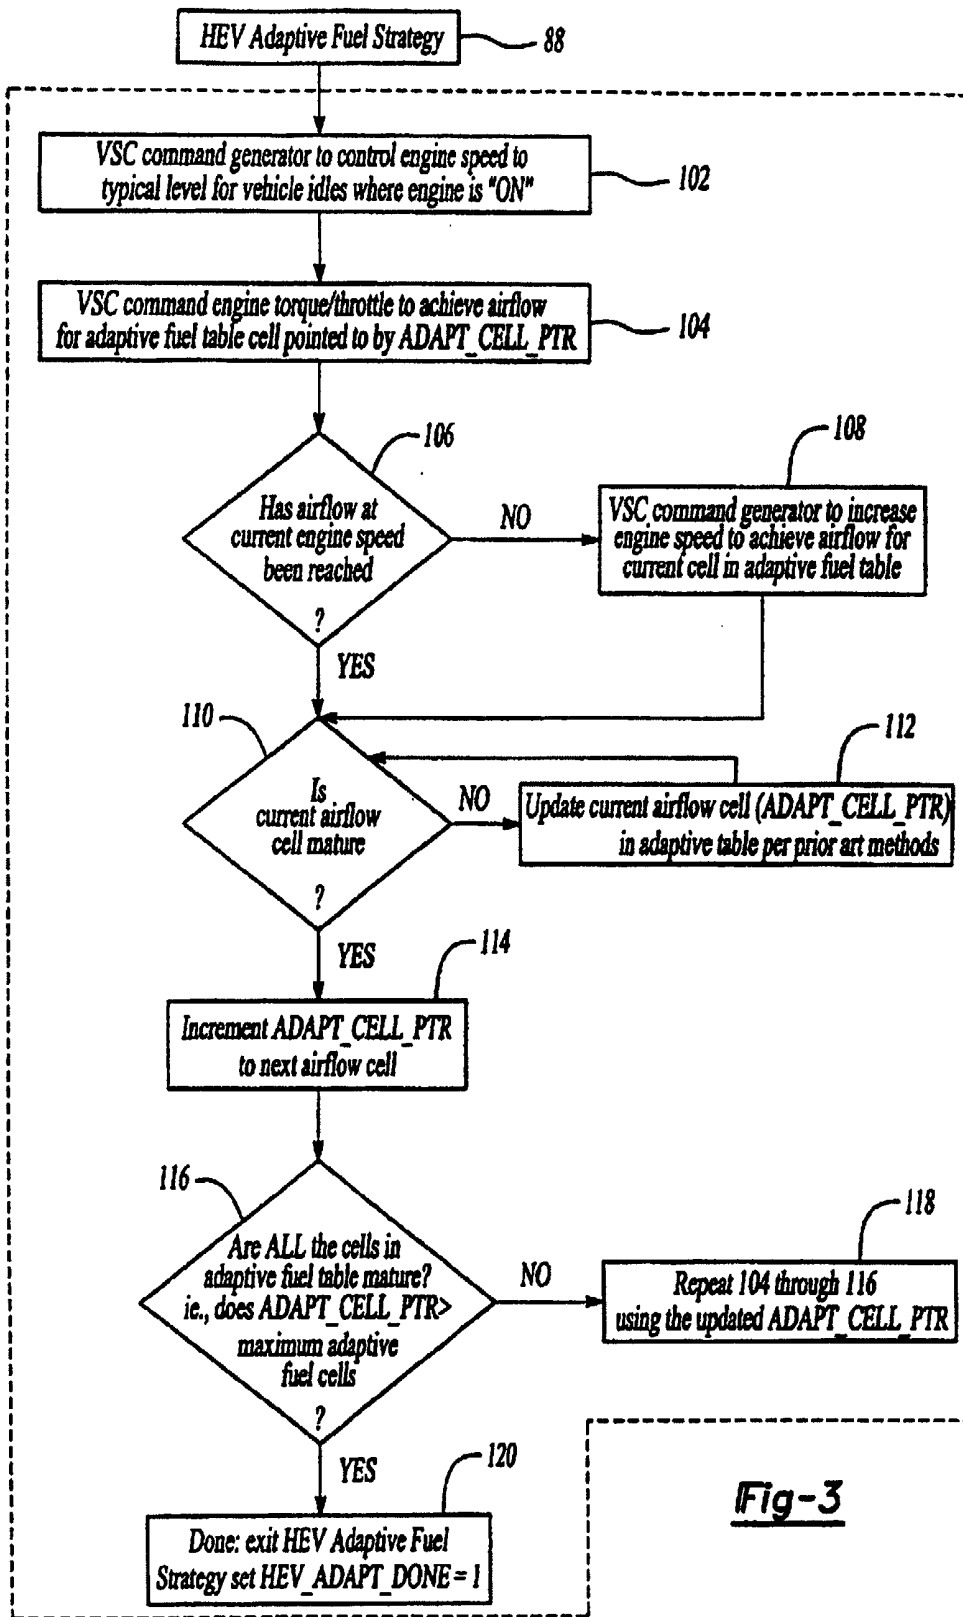 HEV Adaptive Fuel Strategy
88
VSC command generator to control engine speed to
typical level for vehicle idles where engine is "ON"
102
VSC command engine torque/throttle to achieve airflow
for adaptive fuel table cell pointed to by ADAPT_CELL_PTR
104
106
Has airflow at
current engine speed
been reached
?
NO
108
VSC command generator to increase
engine speed to achieve airflow for
current cell in adaptive fuel table
YES
110
Is
current airflow
cell mature
?
NO
112
Update current airflow cell (ADAPT_CELL_PTR)
in adaptive table per prior art methods
YES
114
Increment ADAPT_CELL_PTR
to next airflow cell
116
Are ALL the cells in
adaptive fuel table mature?
ie., does ADAPT_CELL_PTR>
maximum adaptive
fuel cells
?
NO
118
Repeat 104 through 116
using the updated ADAPT_CELL_PTR
YES
120
Done: exit HEV Adaptive Fuel
Strategy set HEV_ADAPT_DONE = 1
Fig-3